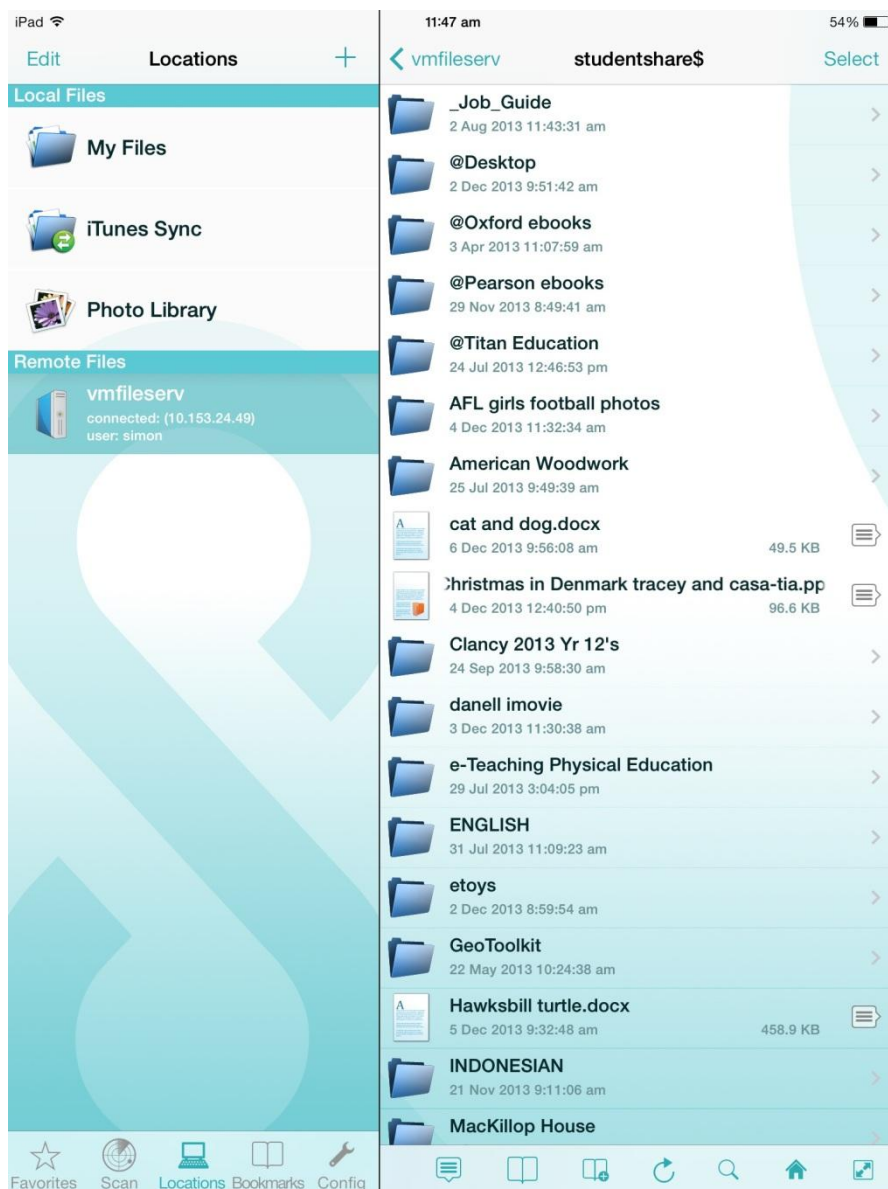 iPad
11:47 am
54%
Edit
Locations
+
vmfileserv
studentshare$
Select
Local Files
My Files
iTunes Sync
Photo Library
Remote Files
vmfileserv
connected: (10.153.24.49)
user: simon
_Job_Guide
2 Aug 2013 11:43:31 am
@Desktop
2 Dec 2013 9:51:42 am
@Oxford ebooks
3 Apr 2013 11:07:59 am
@Pearson ebooks
29 Nov 2013 8:49:41 am
@Titan Education
24 Jul 2013 12:46:53 pm
AFL girls football photos
4 Dec 2013 11:32:34 am
American Woodwork
25 Jul 2013 9:49:39 am
cat and dog.docx
6 Dec 2013 9:56:08 am
49.5 KB
hristmas in Denmark tracey and casa-tia.pp
4 Dec 2013 12:40:50 pm
96.6 KB
Clancy 2013 Yr 12's
24 Sep 2013 9:58:30 am
danell imovie
3 Dec 2013 11:30:38 am
e-Teaching Physical Education
29 Jul 2013 3:04:05 pm
ENGLISH
31 Jul 2013 11:09:23 am
etoys
2 Dec 2013 8:59:54 am
GeoToolkit
22 May 2013 10:24:38 am
Hawksbill turtle.docx
5 Dec 2013 9:32:48 am
458.9 KB
INDONESIAN
21 Nov 2013 9:11:06 am
MacKillop House
Favorites
Scan
Locations
Bookmarks
Config